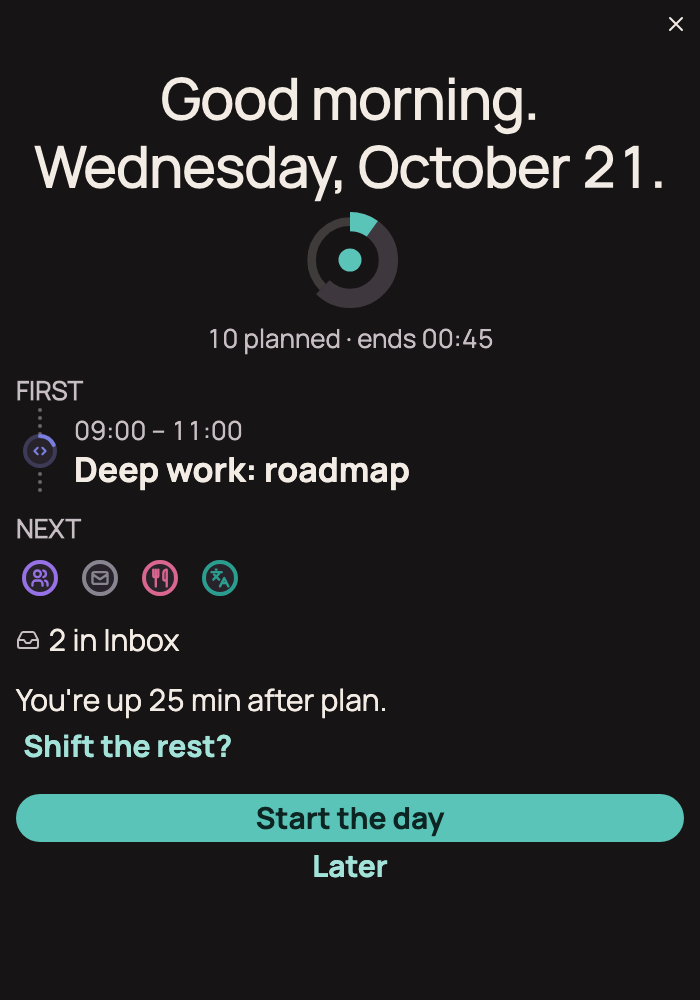 Good morning.
Wednesday, October 21.
10 planned · ends 00:45
FIRST
09:00 – 11:00
Deep work: roadmap
NEXT
2 in Inbox
You're up 25 min after plan.
Shift the rest?
Start the day
Later